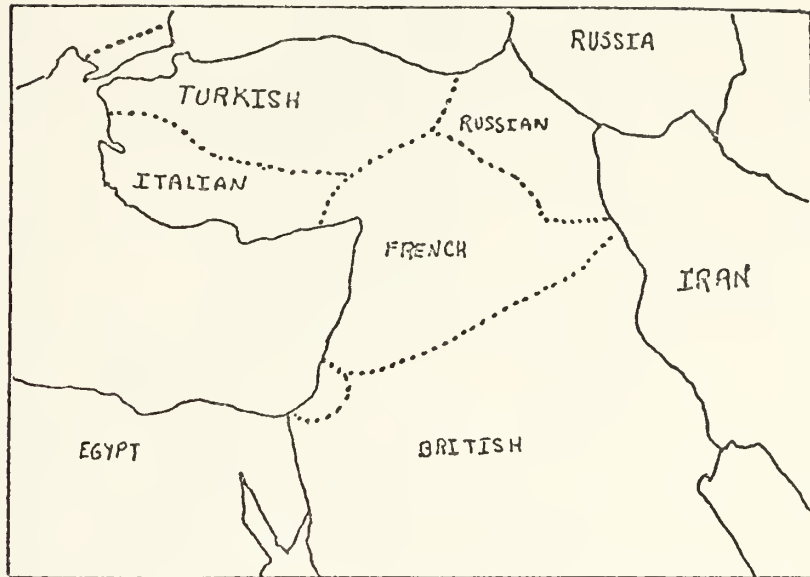 RUSSIA
TURKISH
RUSSIAN
ITALIAN
FRENCH
IRAN
EGYPT
BRITISH